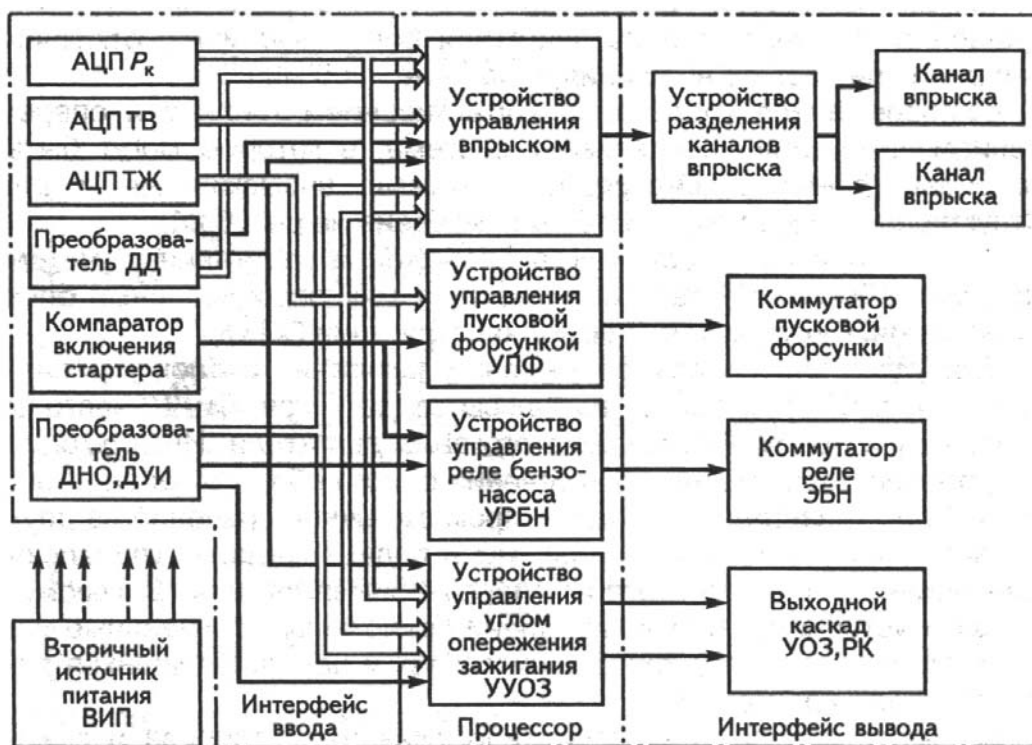 АЦП Pк
АЦП ТВ
АЦП ТЖ
Преобразова-
тель ДД
Компаратор
включения
стартера
Преобразова-
тель
ДНО,ДУИ
Вторичный
источник
питания
ВИП
Интерфейс
ввода
Устройство
управления
впрыском
Устройство
управления
пусковой
форсункой
УПФ
Устройство
управления
реле бензо-
насоса
УРБН
Устройство
управления
углом
опережения
зажигания
УУОЗ
Процессор
Устройство
разделения
каналов
впрыска
Канал
впрыска
Канал
впрыска
Коммутатор
пусковой
форсунки
Коммутатор
реле
ЭБН
Выходной
каскад
УОЗ,РК
Интерфейс вывода